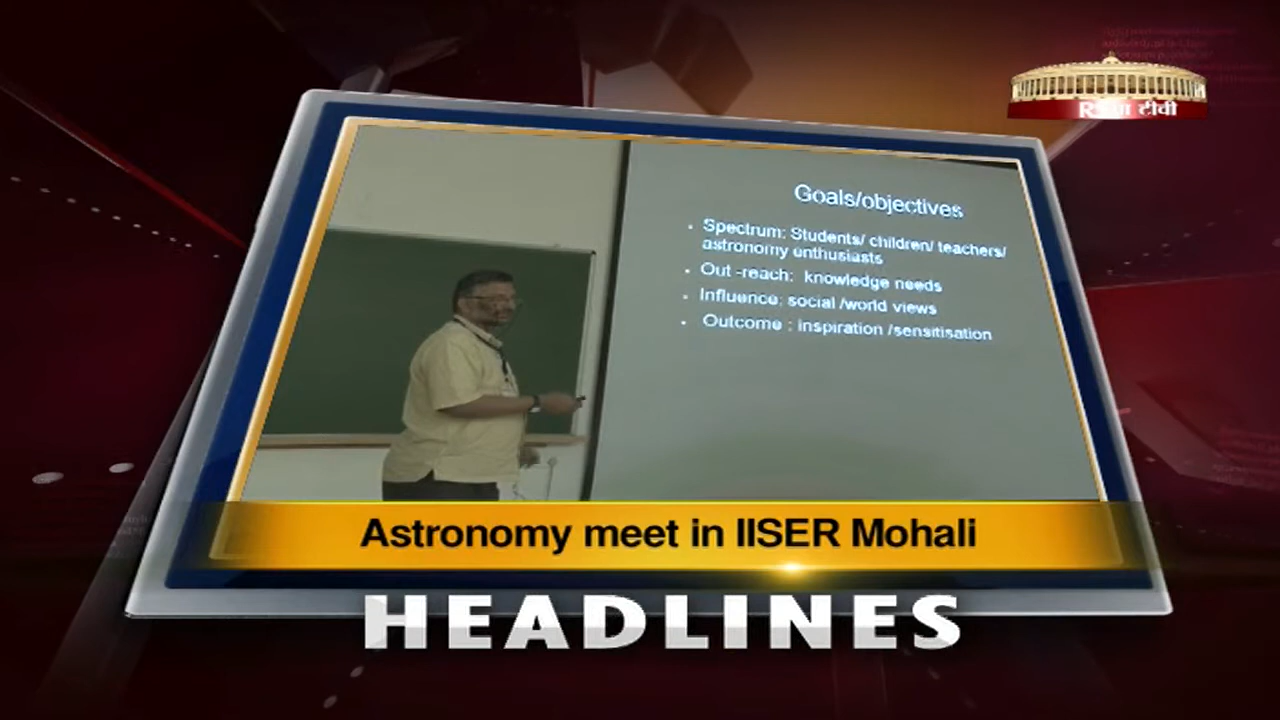 Goals/objectives
Spectrum: Students/ children/ teachers/
astronomy enthusiasts
Out -reach: knowledge needs
Influence: social /world views
Outcome : inspiration /sensitisation
टीवी
Astronomy meet in IISER Mohali
HEADLINES